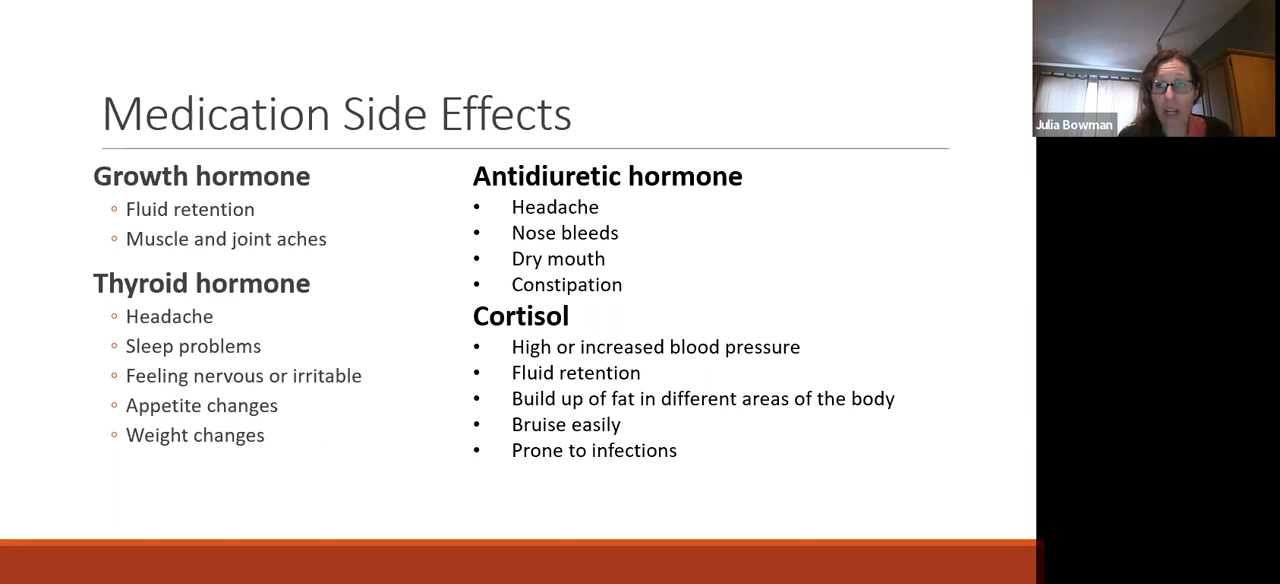 Medication Side Effects
Growth hormone
◦ Fluid retention
◦ Muscle and joint aches
Thyroid hormone
◦ Headache
◦ Sleep problems
◦ Feeling nervous or irritable
◦ Appetite changes
◦ Weight changes
Antidiuretic hormone
• Headache
• Nose bleeds
• Dry mouth
• Constipation
Cortisol
• High or increased blood pressure
• Fluid retention
• Build up of fat in different areas of the body
• Bruise easily
• Prone to infections
Julia Bowman